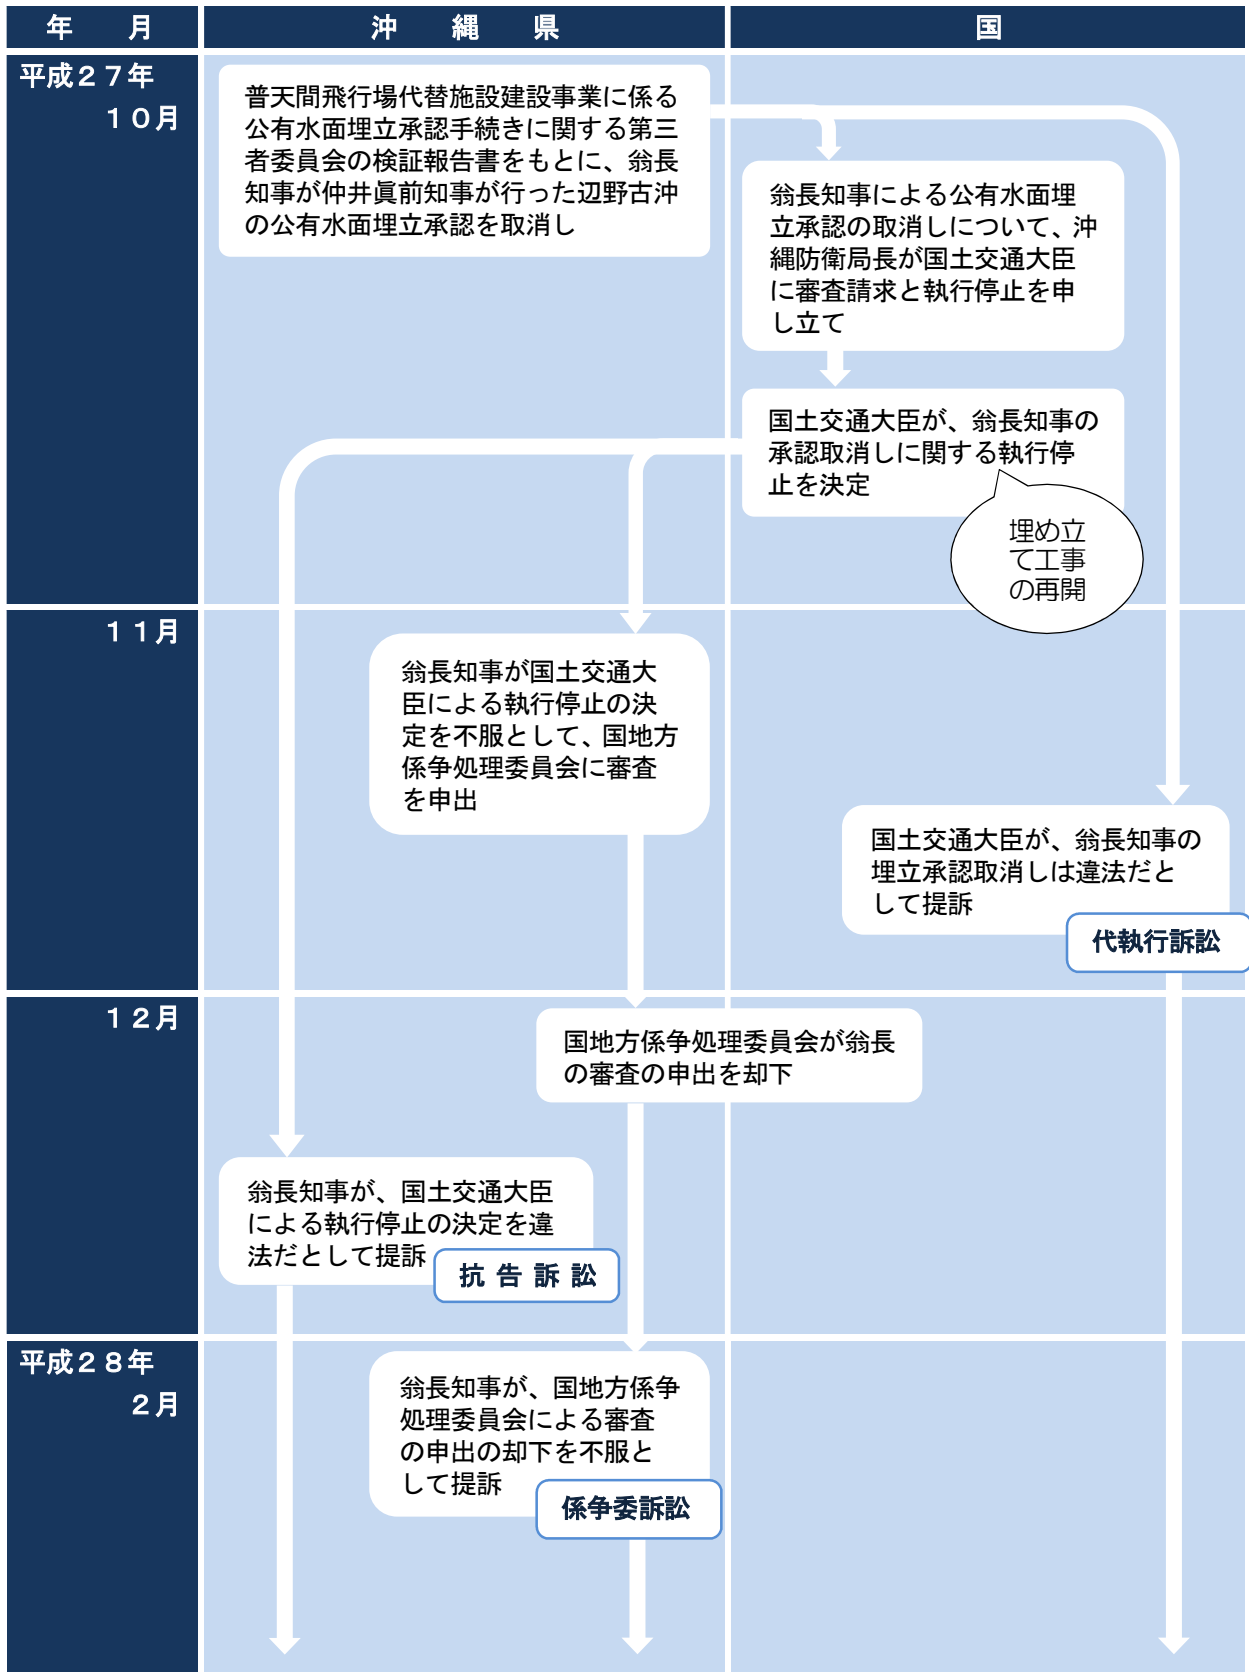 年　月
沖　縄　県
国
平成２７年
１０月
普天間飛行場代替施設建設事業に係る
公有水面埋立承認手続きに関する第三
者委員会の検証報告書をもとに、翁長
知事が仲井眞前知事が行った辺野古沖
の公有水面埋立承認を取消し
翁長知事による公有水面埋
立承認の取消しについて、沖
縄防衛局長が国土交通大臣
に審査請求と執行停止を申
し立て
国土交通大臣が、翁長知事の
承認取消しに関する執行停
止を決定
埋め立
て工事
の再開
１１月
翁長知事が国土交通大
臣による執行停止の決
定を不服として、国地方
係争処理委員会に審査
を申出
国土交通大臣が、翁長知事の
埋立承認取消しは違法だと
して提訴
代執行訴訟
１２月
国地方係争処理委員会が翁長
の審査の申出を却下
翁長知事が、国土交通大臣
による執行停止の決定を違
法だとして提訴
抗 告 訴 訟
平成２８年
２月
翁長知事が、国地方係争
処理委員会による審査
の申出の却下を不服と
して提訴
係争委訴訟